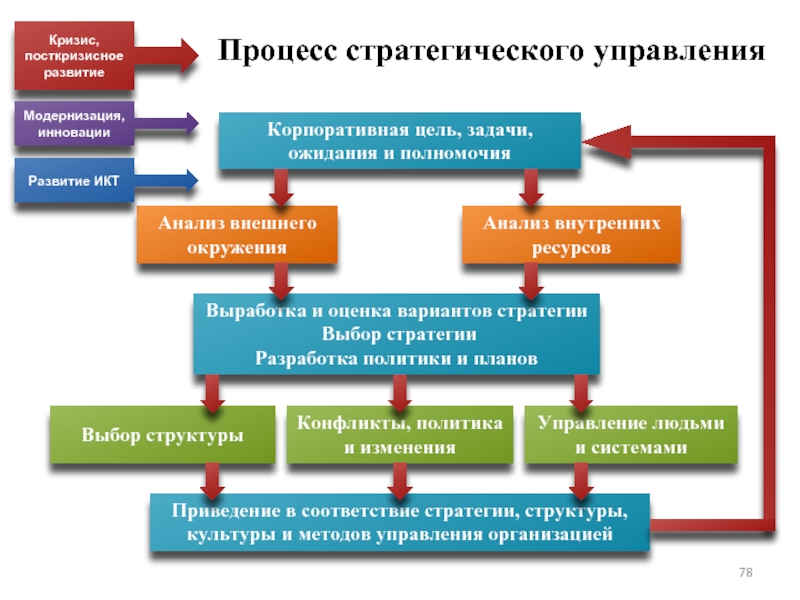 Кризис,
посткризисное
развитие
Процесс стратегического управления
Модернизация,
инновации
Корпоративная цель, задачи,
ожидания и полномочия
Развитие ИКТ
Анализ внешнего
окружения
Анализ внутренних
ресурсов
Выработка и оценка вариантов стратегии
Выбор стратегии
Разработка политики и планов
Выбор структуры
Конфликты, политика
и изменения
Управление людьми
и системами
Приведение в соответствие стратегии, структуры,
культуры и методов управления организацией
78